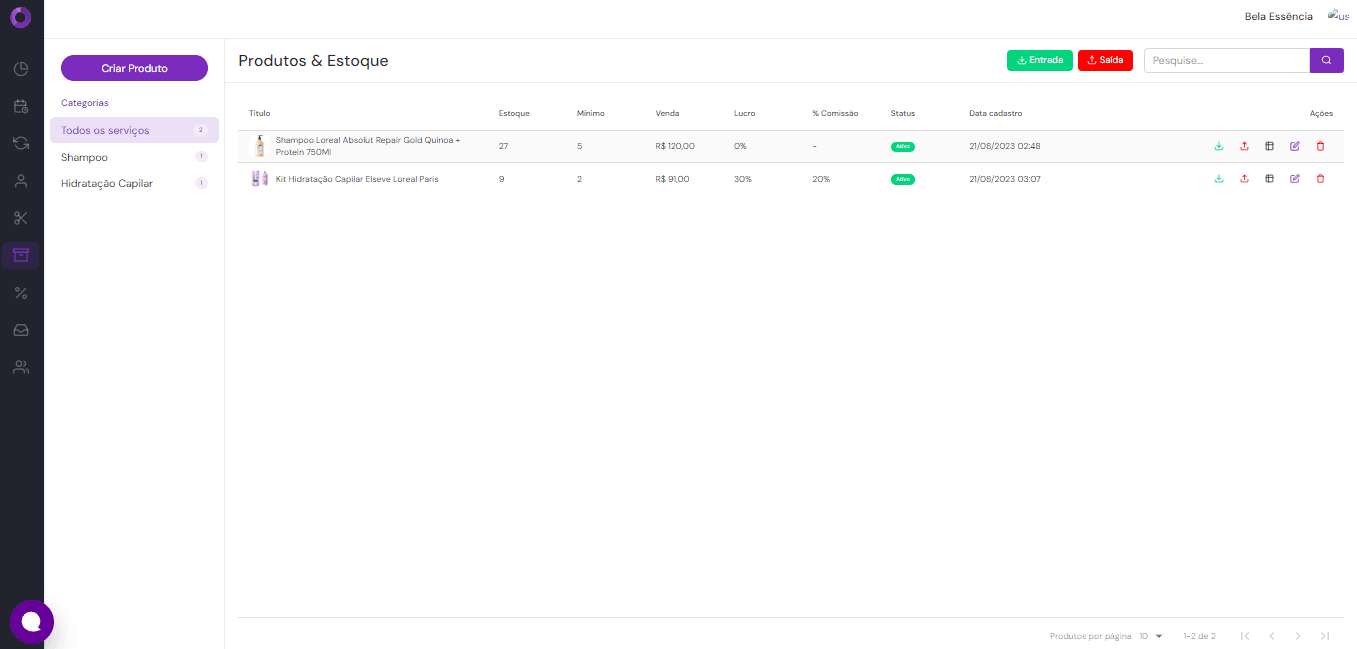 Bela Essência
us
Criar Produto
Categorias
Todos os serviços 2
Shampoo 1
Hidratação Capilar 1
Produtos & Estoque
Entrada
Saída
Pesquise...
Título Estoque Mínimo Venda Lucro % Comissão Status Data cadastro Ações
Shampoo Loreal Absolut Repair Gold Quinoa +
Protein 750Ml
27 5 R$ 120,00 0% - Ativo 21/08/2023 02:48
Kit Hidratação Capilar Elseve Loreal Paris 9 2 R$ 91,00 30% 20% Ativo 21/08/2023 03:07
Produtos por página 10 1-2 de 2